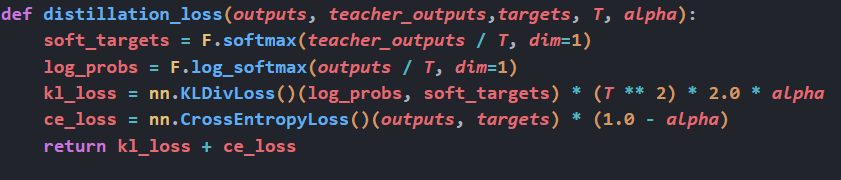 def distillation_loss(outputs, teacher_outputs,targets, T, alpha):
    soft_targets = F.softmax(teacher_outputs / T, dim=1)
    log_probs = F.log_softmax(outputs / T, dim=1)
    kl_loss = nn.KLDivLoss()(log_probs, soft_targets) * (T ** 2) * 2.0 * alpha
    ce_loss = nn.CrossEntropyLoss()(outputs, targets) * (1.0 - alpha)
    return kl_loss + ce_loss